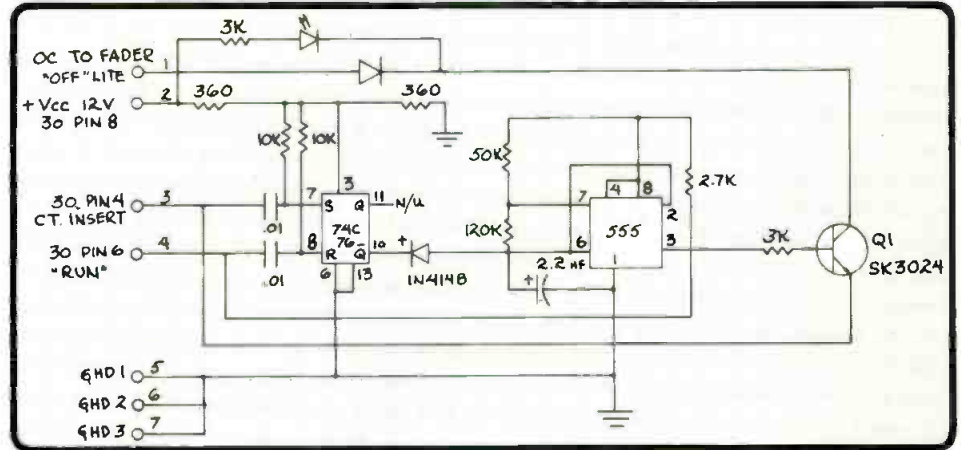 3K
OC TO FADER
"OFF" LITE
1
+ Vcc 12V
30 PIN 8
2
360
360
10K
10K
50K
2.7K
30 PIN 4
CT. INSERT
3
.01
7
3
11
N/U
S
Q
74C
76
R
Q̅
8
10
6
13
+
1N4148
120K
7
4
8
2
6
555
3
1
3K
Q1
SK3024
30 PIN 6
"RUN"
4
.01
2.2 MF
+
GND 1
5
GND 2
6
GND 3
7